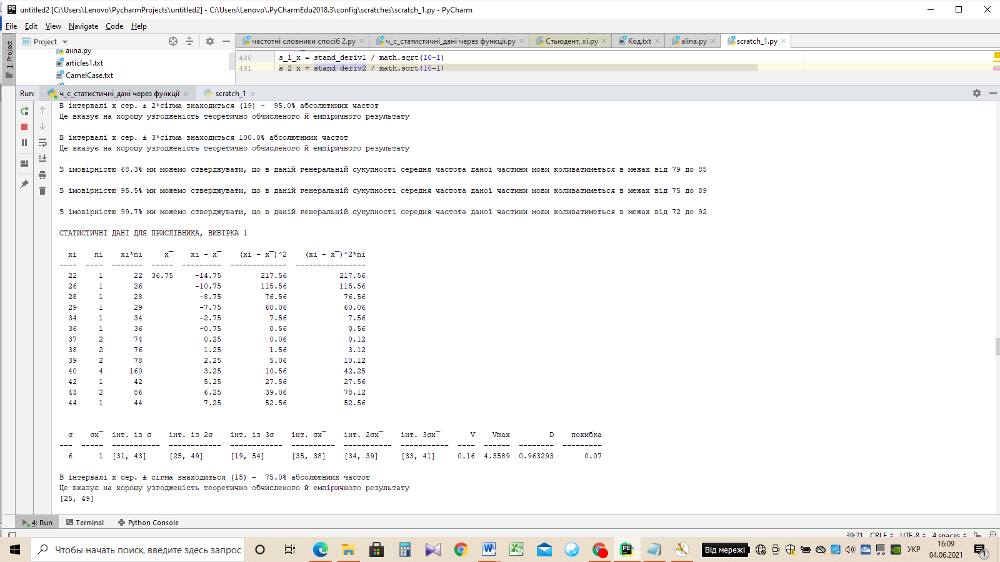 untitled2 [C:\Users\Lenovo\PycharmProjects\untitled2] - C:\Users\Lenovo\.PyCharmEdu2018.3\config\scratches\scratch_1.py - PyCharm
File Edit View Navigate Code Help
1: Project
Project
alina.py
articles1.txt
CamelCase.txt
частотні словники спосіб 2.py ч_с_статистичні_дані через функції.py Стьюдент, хі.py Код.txt alina.py scratch_1.py
430 s_1_x = stand_deriv1 / math.sqrt(10-1)
431 s_2_x = stand_deriv2 / math.sqrt(10-1)
Run: ч_с_статистичні_дані через функції scratch_1
В інтервалі х сер. ± 2*сігма знаходиться (19) - 95.0% абсолютниих частот
Це вказує на хорошу узгодженість теоретично обчисленого й емпіричного результату
В інтервалі х сер. ± 3*сігма знаходиться 100.0% абсолютниих частот
Це вказує на хорошу узгодженість теоретично обчисленого й емпіричного результату
З імовірністю 68.3% ми можемо стверджувати, що в даній генеральній сукупності середня частота даної частини мови коливатиметься в межах від 79 до 85
З імовірністю 95.5% ми можемо стверджувати, що в даній генеральній сукупності середня частота даної частини мови коливатиметься в межах від 75 до 89
З імовірністю 99.7% ми можемо стверджувати, що в даній генеральній сукупності середня частота даної частини мови коливатиметься в межах від 72 до 92
СТАТИСТИЧНІ ДАНІ ДЛЯ ПРИСЛІВНИКА, ВИБІРКА 1
xi ni xi*ni x¯ xi - x¯ (xi - x¯)^2 (xi - x¯)^2*ni
---- ---- ------- ----- --------- ------------- ----------------
22 1 22 36.75 -14.75 217.56 217.56
26 1 26 -10.75 115.56 115.56
28 1 28 -8.75 76.56 76.56
29 1 29 -7.75 60.06 60.06
34 1 34 -2.75 7.56 7.56
36 1 36 -0.75 0.56 0.56
37 2 74 0.25 0.06 0.12
38 2 76 1.25 1.56 3.12
39 2 78 2.25 5.06 10.12
40 4 160 3.25 10.56 42.25
42 1 42 5.25 27.56 27.56
43 2 86 6.25 39.06 78.12
44 1 44 7.25 52.56 52.56
σ σx¯ інт. із σ інт. із 2σ інт. із 3σ інт. σx¯ інт. 2σx¯ інт. 3σx¯ V Vmax D похибка
--- ----- ----------- ------------ ------------ ---------- ----------- ----------- ---- ------ -------- ---------
6 1 [31, 43] [25, 49] [19, 54] [35, 38] [34, 39] [33, 41] 0.16 4.3589 0.963293 0.07
В інтервалі х сер. ± сігма знаходиться (15) - 75.0% абсолютниих частот
Це вказує на хорошу узгодженість теоретично обчисленого й емпіричного результату
[25, 49]
4: Run Terminal Python Console
39:71 CRLF UTF-8 4 spaces
Чтобы начать поиск, введите здесь запрос
Від мережі
УКР
16:09
04.06.2021
1